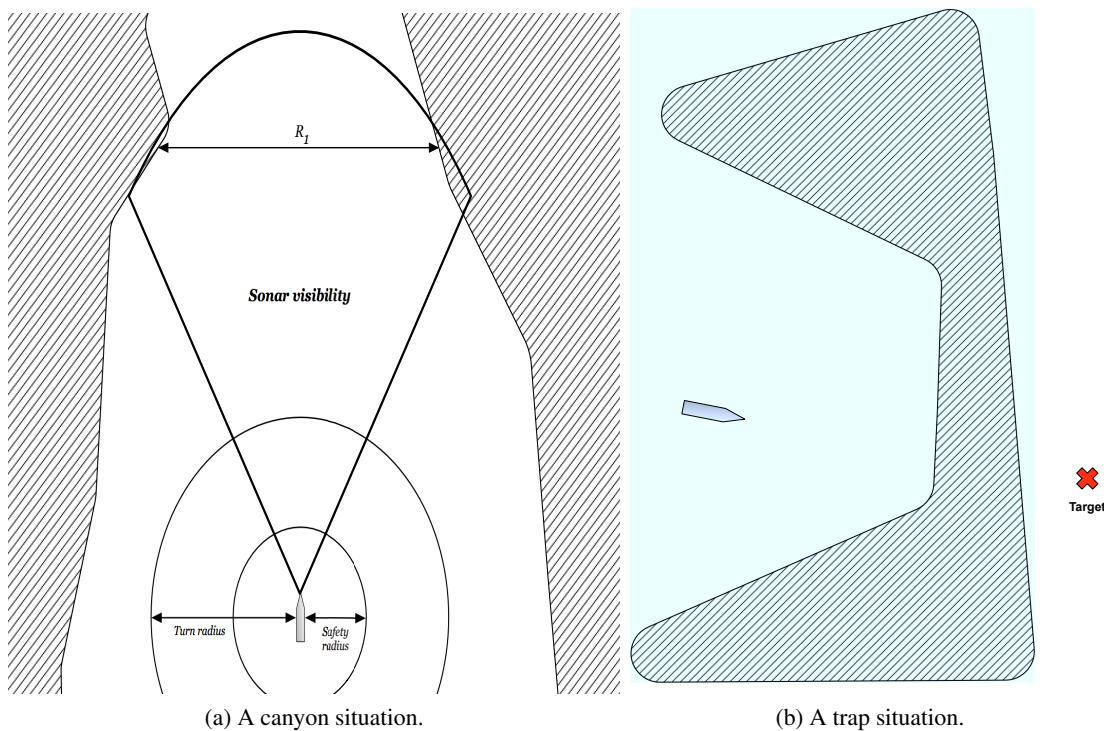 R1
Sonar visibility
Turn radius
Safety
radius
Target
(a) A canyon situation.
(b) A trap situation.